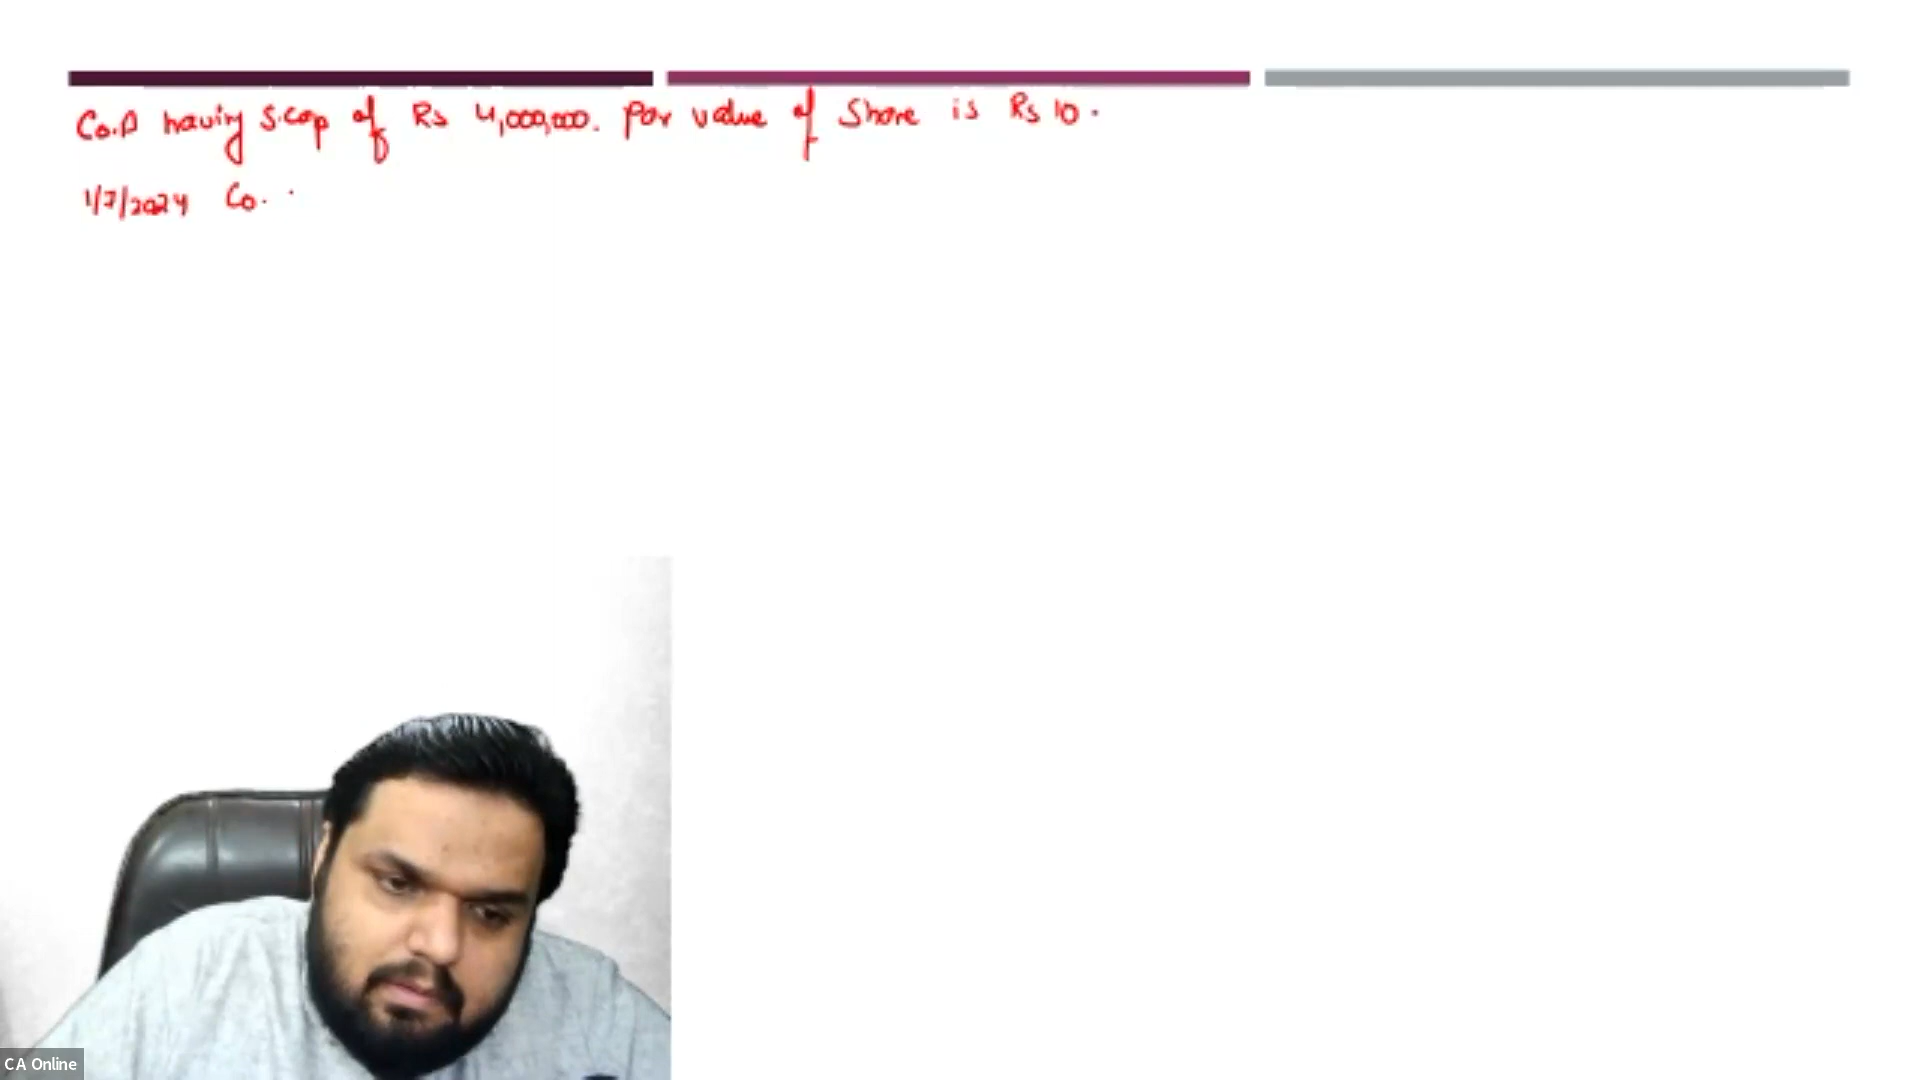 Co.A having S.cap of Rs 4,000,000. Par value of Share is Rs 10.
1/7/2024 Co.
CA Online